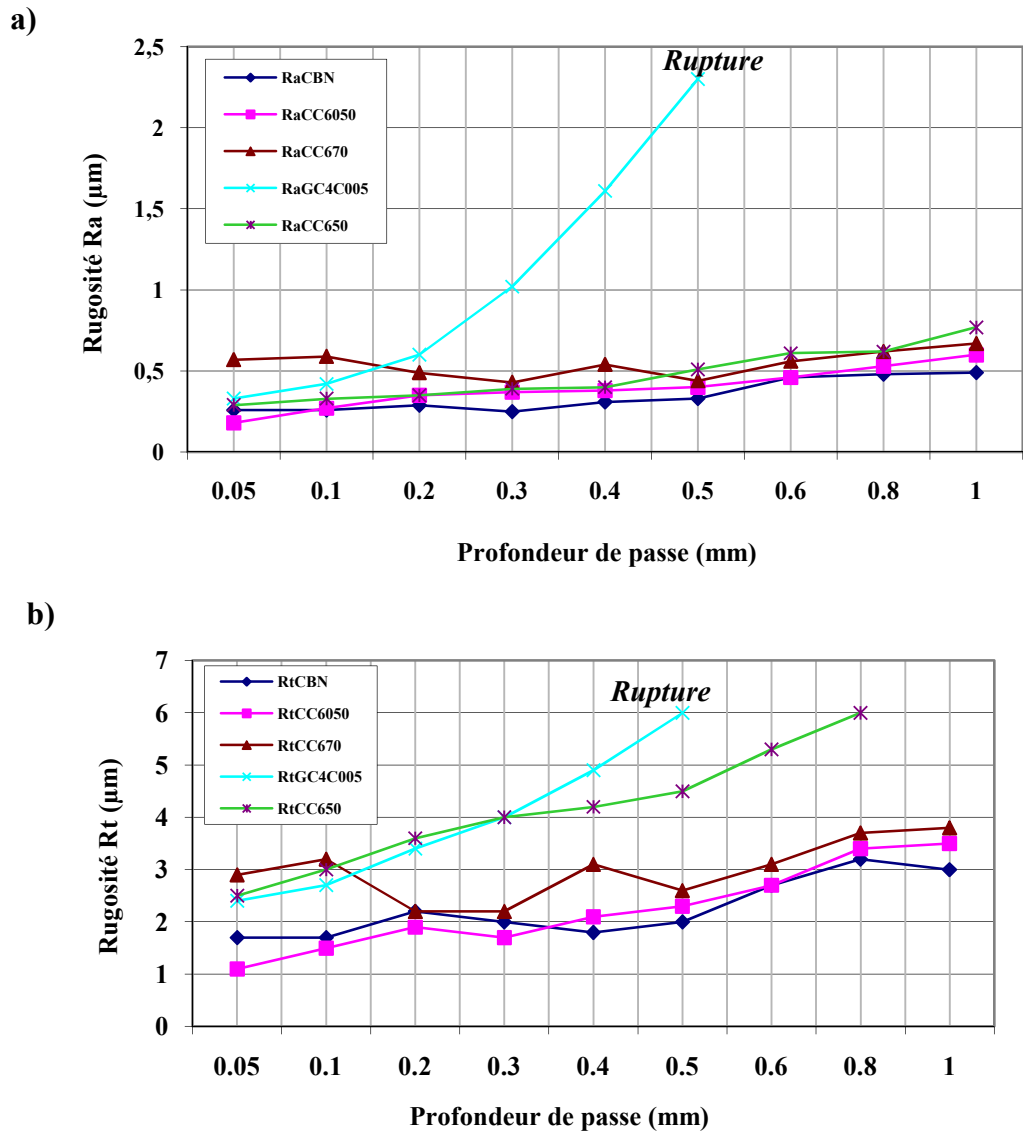 a)
Rupture
2,5
2
1,5
1
0,5
0
RaCBN
RaCC6050
RaCC670
RaGC4C005
RaCC650
Rugosité Ra (µm)
0.05 0.1 0.2 0.3 0.4 0.5 0.6 0.8 1
Profondeur de passe (mm)
b)
Rupture
7
6
5
4
3
2
1
0
RtCBN
RtCC6050
RtCC670
RtGC4C005
RtCC650
Rugosité Rt (µm)
0.05 0.1 0.2 0.3 0.4 0.5 0.6 0.8 1
Profondeur de passe (mm)